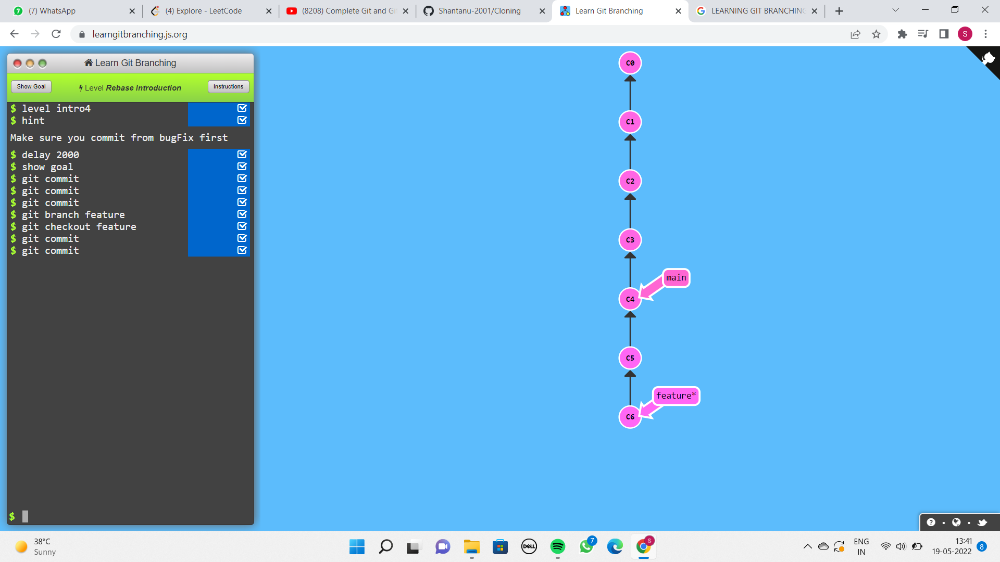 (7) WhatsApp
(4) Explore - LeetCode
(8208) Complete Git and Gi
Shantanu-2001/Cloning
Learn Git Branching
LEARNING GIT BRANCHING
learngitbranching.js.org
S
Learn Git Branching
Show Goal
Level Rebase Introduction
Instructions
$ level intro4
$ hint
Make sure you commit from bugFix first
$ delay 2000
$ show goal
$ git commit
$ git commit
$ git commit
$ git branch feature
$ git checkout feature
$ git commit
$ git commit
$
C0
C1
C2
C3
main
C4
C5
feature*
C6
?
38°C
Sunny
DELL
7
S
ENG
IN
13:41
19-05-2022
8